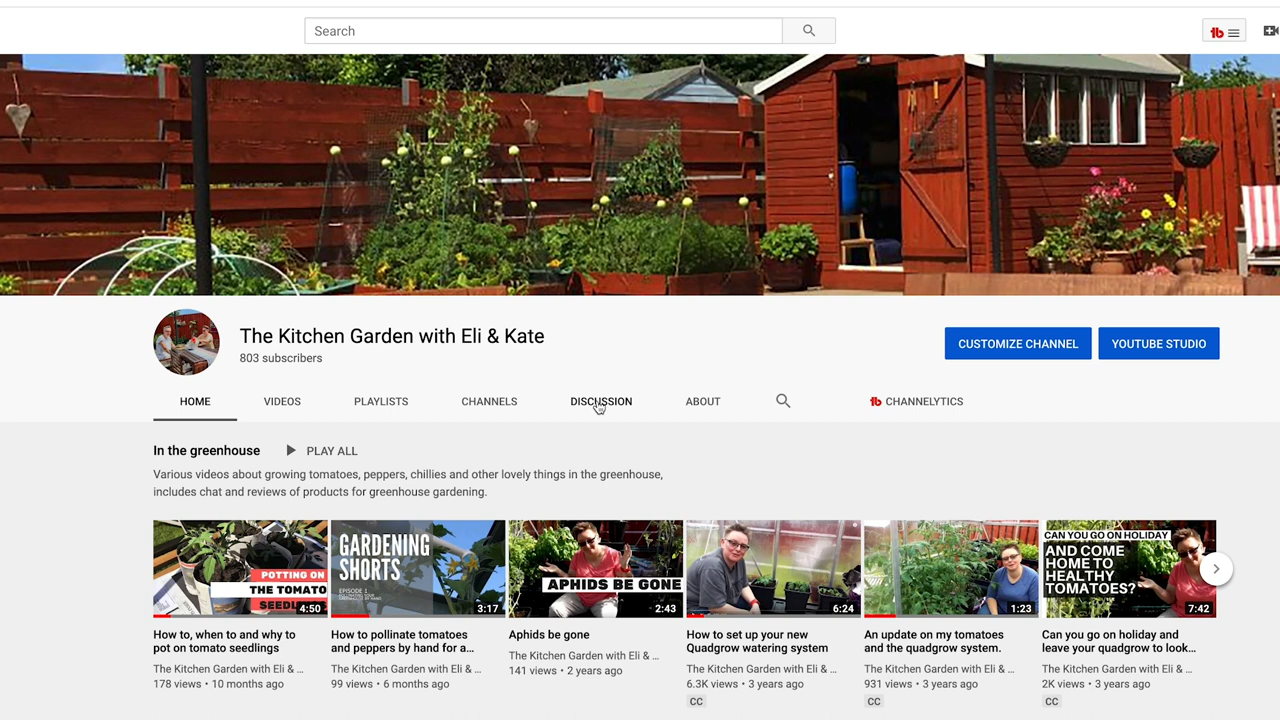 Search
The Kitchen Garden with Eli & Kate
803 subscribers
CUSTOMIZE CHANNEL
YOUTUBE STUDIO
HOME
VIDEOS
PLAYLISTS
CHANNELS
DISCUSSION
ABOUT
CHANNELYTICS
In the greenhouse
PLAY ALL
Various videos about growing tomatoes, peppers, chillies and other lovely things in the greenhouse,
includes chat and reviews of products for greenhouse gardening.
POTTING ON
THE TOMATO
4:50
GARDENING
SHORTS
EPISODE 1
3:17
APHIDS BE GONE
2:43
6:24
1:23
CAN YOU GO ON HOLIDAY
AND COME
HOME TO
HEALTHY
TOMATOES?
7:42
How to, when to and why to
pot on tomato seedlings
The Kitchen Garden with Eli & …
178 views • 10 months ago
How to pollinate tomatoes
and peppers by hand for a…
The Kitchen Garden with Eli & …
99 views • 6 months ago
Aphids be gone
The Kitchen Garden with Eli & …
141 views • 2 years ago
How to set up your new
Quadgrow watering system
The Kitchen Garden with Eli & …
6.3K views • 3 years ago
CC
An update on my tomatoes
and the quadgrow system.
The Kitchen Garden with Eli & …
931 views • 3 years ago
CC
Can you go on holiday and
leave your quadgrow to look…
The Kitchen Garden with Eli & …
2K views • 3 years ago
CC